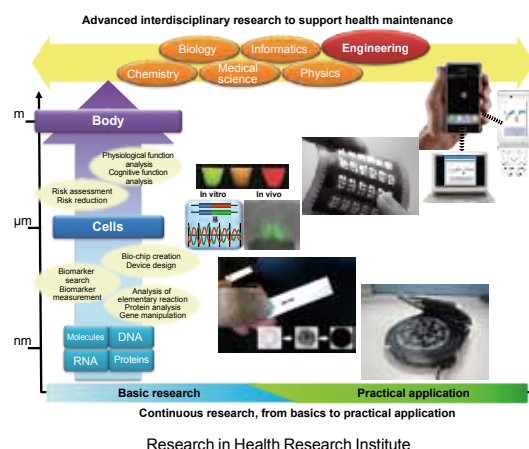 Advanced interdisciplinary research to support health maintenance
Biology
Informatics
Engineering
Chemistry
Medical
science
Physics
m
Body
Physiological function
analysis
Cognitive function
analysis
Risk assessment
Risk reduction
In vitro
In vivo
µm
Cells
Bio-chip creation
Device design
Biomarker
search
Biomarker
measurement
Analysis of
elementary reaction
Protein analysis
Gene manipulation
nm
Molecules
DNA
RNA
Proteins
Basic research
Practical application
Continuous research, from basics to practical application
Research in Health Research Institute